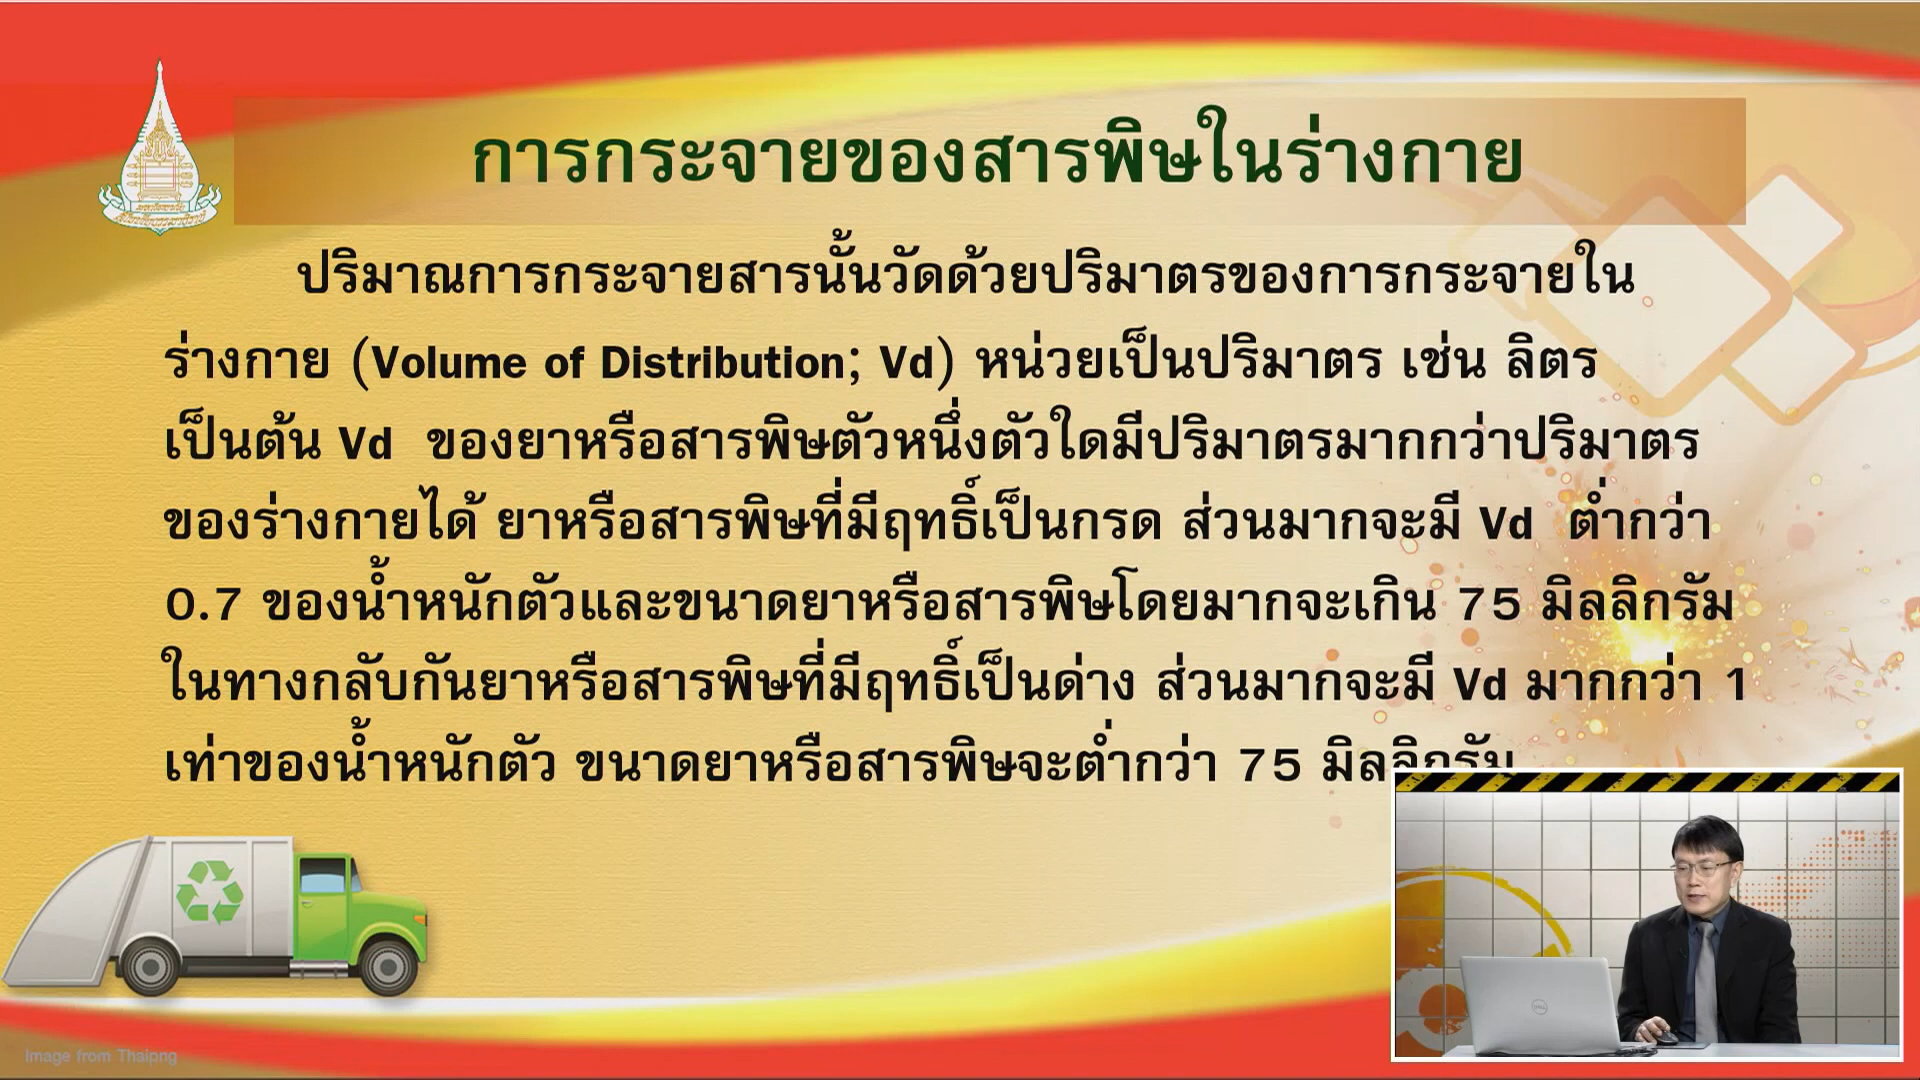 การกระจายของสารพิษในร่างกาย
ปริมาณการกระจายสารนั้นวัดด้วยปริมาตรของการกระจายใน
ร่างกาย (Volume of Distribution; Vd) หน่วยเป็นปริมาตร เช่น ลิตร
เป็นต้น Vd ของยาหรือสารพิษตัวหนึ่งตัวใดมีปริมาตรมากกว่าปริมาตร
ของร่างกายได้ ยาหรือสารพิษที่มีฤทธิ์เป็นกรด ส่วนมากจะมี Vd ต่ำกว่า
0.7 ของน้ำหนักตัวและขนาดยาหรือสารพิษโดยมากจะเกิน 75 มิลลิกรัม
ในทางกลับกันยาหรือสารพิษที่มีฤทธิ์เป็นด่าง ส่วนมากจะมี Vd มากกว่า 1
เท่าของน้ำหนักตัว ขนาดยาหรือสารพิษจะต่ำกว่า 75 มิลลิกรัม
Image from Thaipng